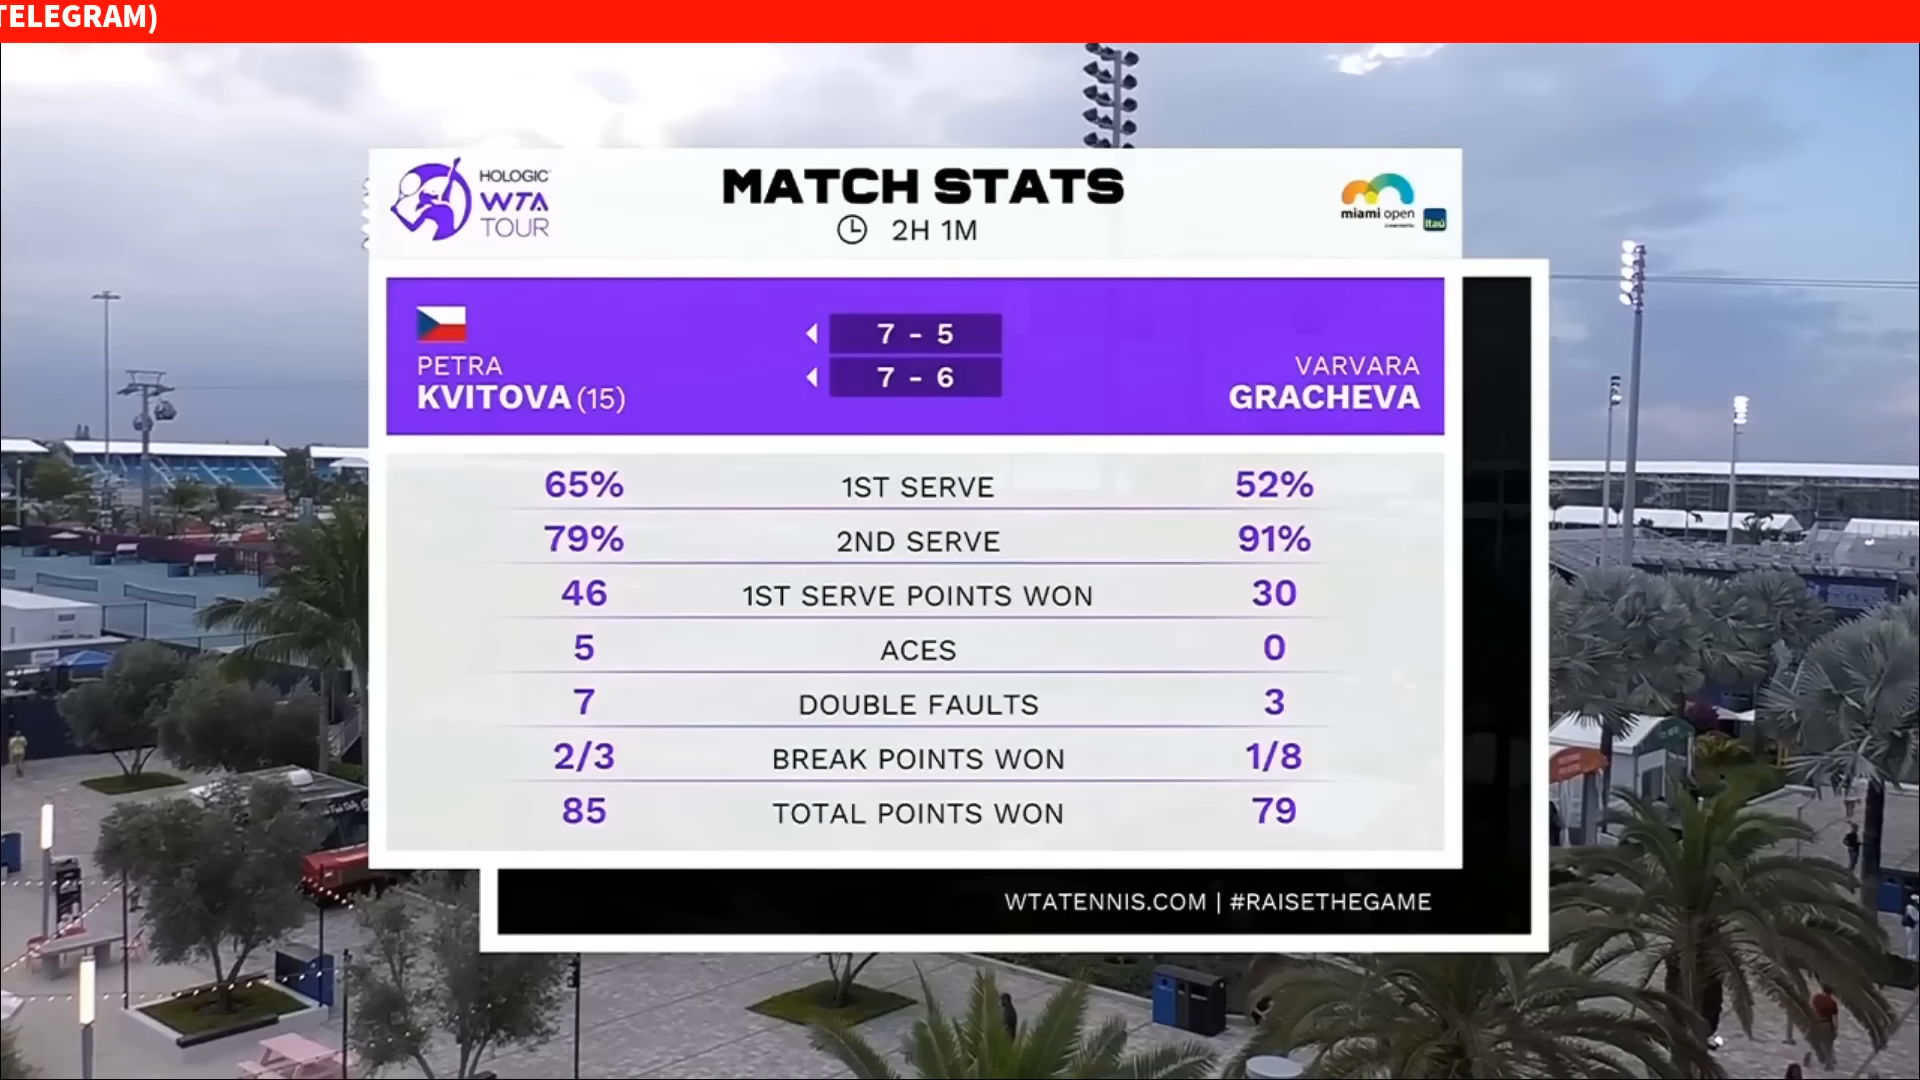 TELEGRAM)
HOLOGIC
WTA
TOUR
MATCH STATS
2H 1M
miami open
Itaú
PETRA
KVITOVA (15)
7 - 5
7 - 6
VARVARA
GRACHEVA
65% 1ST SERVE 52%
79% 2ND SERVE 91%
46 1ST SERVE POINTS WON 30
5 ACES 0
7 DOUBLE FAULTS 3
2/3 BREAK POINTS WON 1/8
85 TOTAL POINTS WON 79
WTATENNIS.COM | #RAISETHEGAME